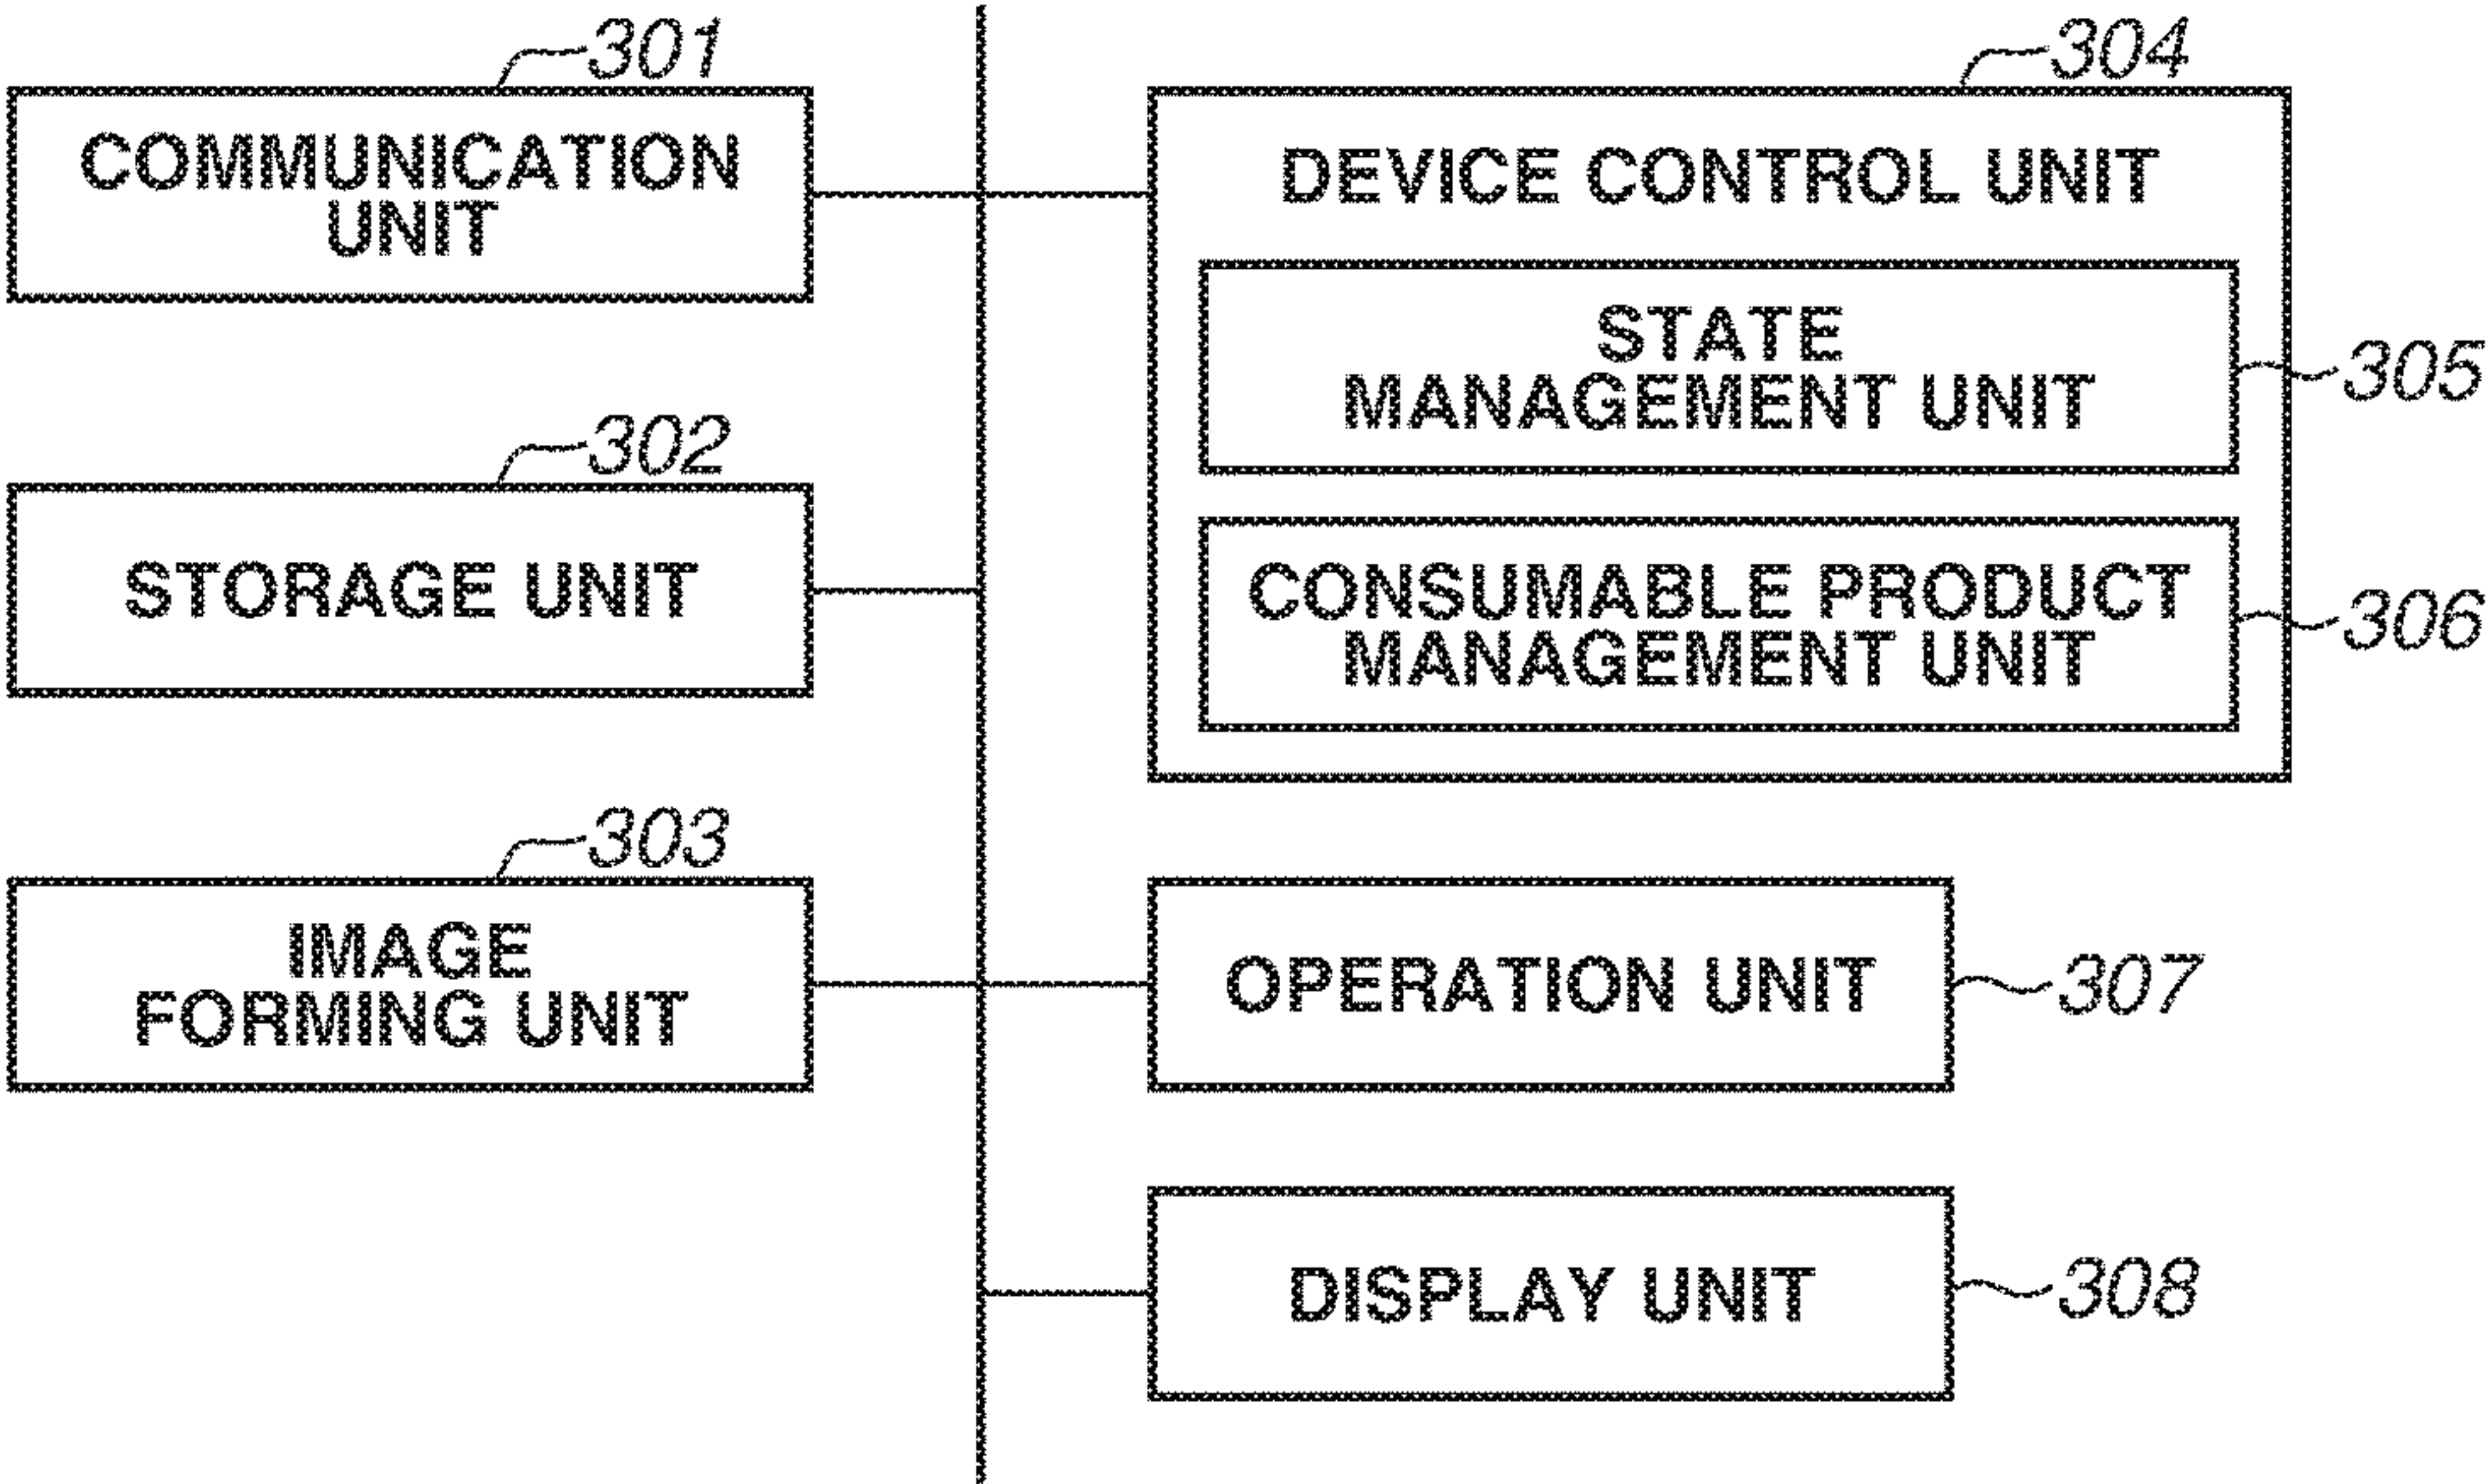 301
COMMUNICATION
UNIT
302
STORAGE UNIT
303
IMAGE
FORMING UNIT
304
DEVICE CONTROL UNIT
STATE
MANAGEMENT UNIT
305
CONSUMABLE PRODUCT
MANAGEMENT UNIT
306
OPERATION UNIT
307
DISPLAY UNIT
308